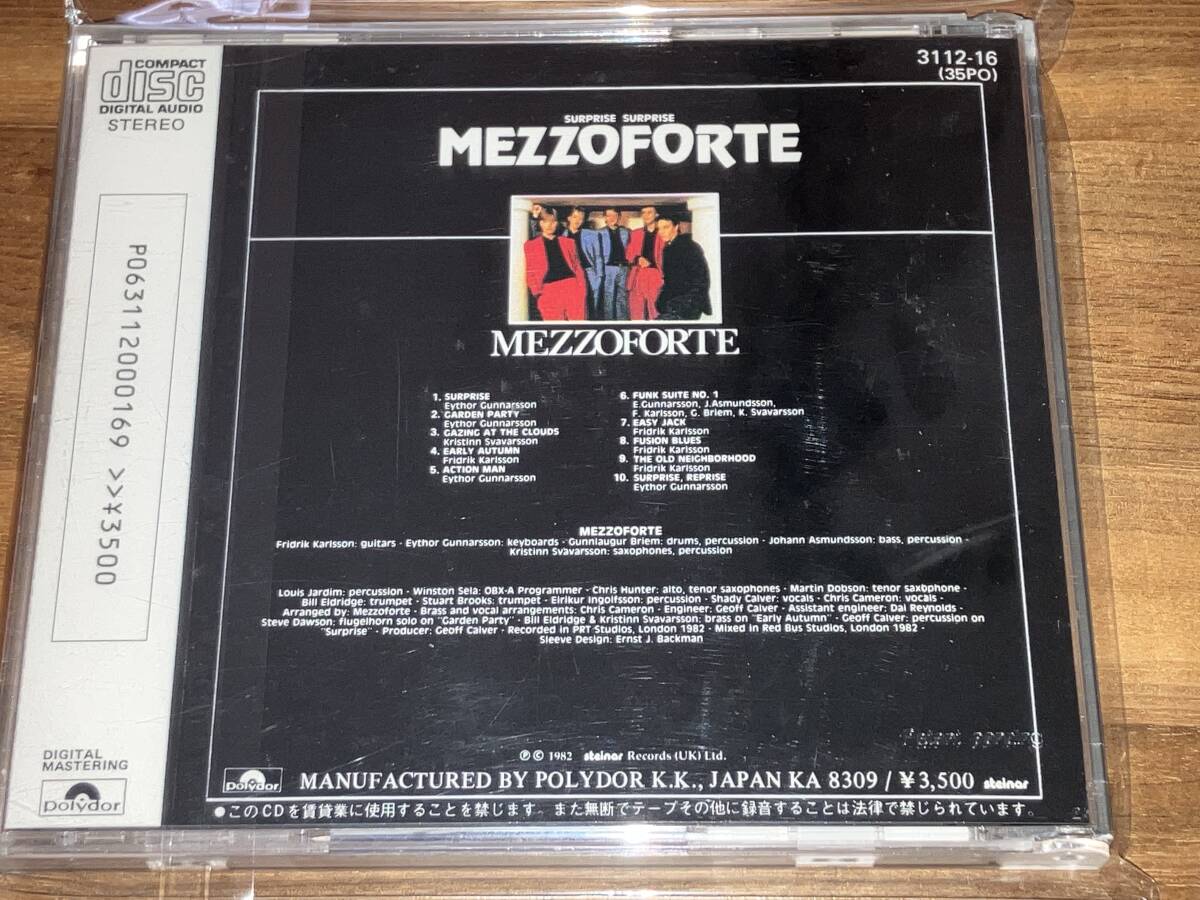 COMPACT
disc
DIGITAL AUDIO
STEREO
P063112000169 >>¥3500
DIGITAL
MASTERING
Polydor
3112-16
(35PO)
SURPRISE SURPRISE
MEZZOFORTE
MEZZOFORTE
1. SURPRISE
Eythor Gunnarsson
2. GARDEN PARTY
Eythor Gunnarsson
3. GAZING AT THE CLOUDS
Kristinn Svavarsson
4. EARLY AUTUMN
Fridrik Karlsson
5. ACTION MAN
Eythor Gunnarsson
6. FUNK SUITE NO. 1
E.Gunnarsson, J.Asmundsson,
F. Karlsson, G. Briem, K. Svavarsson
7. EASY JACK
Fridrik Karlsson
8. FUSION BLUES
Fridrik Karlsson
9. THE OLD NEIGHBORHOOD
Fridrik Karlsson
10. SURPRISE, REPRISE
Eythor Gunnarsson
MEZZOFORTE
Fridrik Karlsson: guitars · Eythor Gunnarsson: keyboards · Gunnlaugur Briem: drums, percussion · Johann Asmundsson: bass, percussion ·
Kristinn Svavarsson: saxophones, percussion
Louis Jardim: percussion · Winston Sela: OBX-A Programmer · Chris Hunter: alto, tenor saxophones · Martin Dobson: tenor saxophone ·
Bill Eldridge: trumpet · Stuart Brooks: trumpet · Eirikur Ingolfsson: percussion · Shady Calver: vocals · Chris Cameron: vocals ·
Arranged by: Mezzoforte · Brass and vocal arrangements: Chris Cameron · Engineer: Geoff Calver · Assistant engineer: Dai Reynolds ·
Steve Dawson: flugelhorn solo on "Garden Party" · Bill Eldridge & Kristinn Svavarsson: brass on "Early Autumn" · Geoff Calver: percussion on
"Surprise" · Producer: Geoff Calver · Recorded in PRT Studios, London 1982 · Mixed in Red Bus Studios, London 1982 ·
Sleeve Design: Ernst J. Backman
Patent pending
℗© 1982 steinar Records (UK) Ltd.
Polydor MANUFACTURED BY POLYDOR K.K., JAPAN KA 8309 / ¥3,500 steinar
●このCDを賃貸業に使用することを禁じます。また無断でテープその他に録音することは法律で禁じられています。